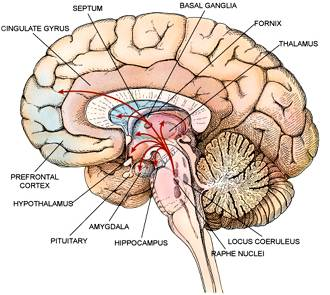 SEPTUM
BASAL GANGLIA
CINGULATE GYRUS
FORNIX
THALAMUS
PREFRONTAL
CORTEX
HYPOTHALAMUS
AMYGDALA
PITUITARY
HIPPOCAMPUS
LOCUS COERULEUS
RAPHE NUCLEI